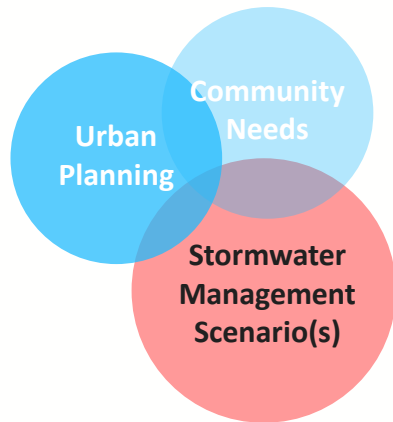 Community
Needs
Urban
Planning
Stormwater
Management
Scenario(s)